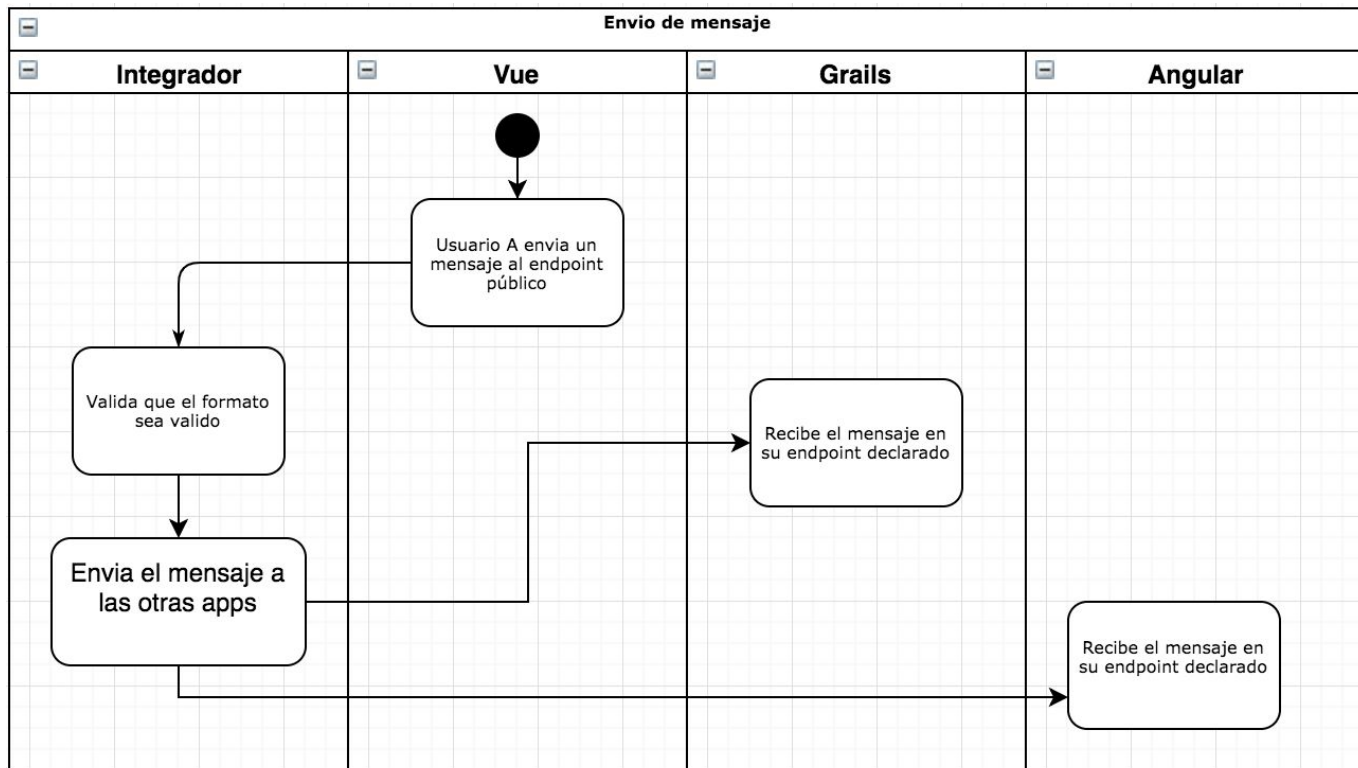 Envio de mensaje
Integrador
Vue
Grails
Angular
Usuario A envia un
mensaje al endpoint
público
Valida que el formato
sea valido
Recibe el mensaje en
su endpoint declarado
Envia el mensaje a
las otras apps
Recibe el mensaje en
su endpoint declarado